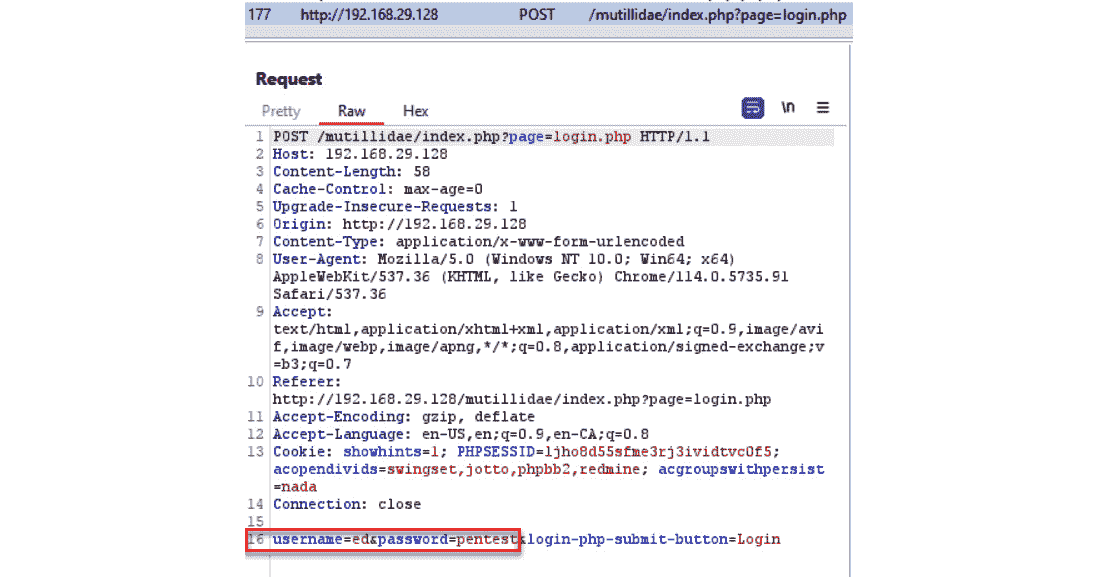 177 http://192.168.29.128 POST /mutillidae/index.php?page=login.php
Request
Pretty Raw Hex \n
1 POST /mutillidae/index.php?page=login.php HTTP/1.1
2 Host: 192.168.29.128
3 Content-Length: 58
4 Cache-Control: max-age=0
5 Upgrade-Insecure-Requests: 1
6 Origin: http://192.168.29.128
7 Content-Type: application/x-www-form-urlencoded
8 User-Agent: Mozilla/5.0 (Windows NT 10.0; Win64; x64)
AppleWebKit/537.36 (KHTML, like Gecko) Chrome/114.0.5735.91
Safari/537.36
9 Accept:
text/html,application/xhtml+xml,application/xml;q=0.9,image/avi
f,image/webp,image/apng,*/*;q=0.8,application/signed-exchange;v
=b3;q=0.7
10 Referer:
http://192.168.29.128/mutillidae/index.php?page=login.php
11 Accept-Encoding: gzip, deflate
12 Accept-Language: en-US,en;q=0.9,en-CA;q=0.8
13 Cookie: showhints=1; PHPSESSID=ljho8d55sfme3rj3ividtvc0f5;
acopendivids=swingset,jotto,phpbb2,redmine; acgroupswithpersist
=nada
14 Connection: close
15
16 username=ed&password=pentest&login-php-submit-button=Login